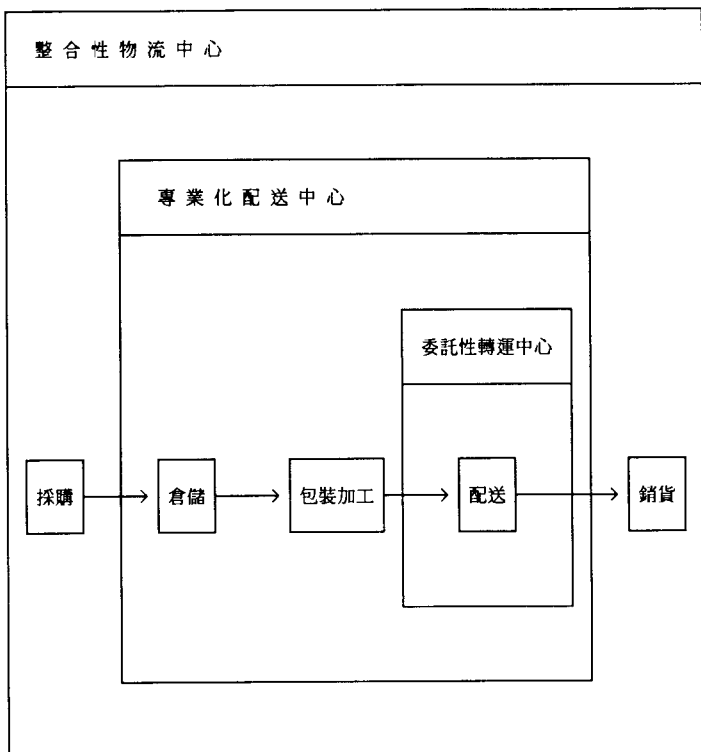 整合性物流中心
專業化配送中心
委託性轉運中心
採購
倉儲
包裝加工
配送
銷貨